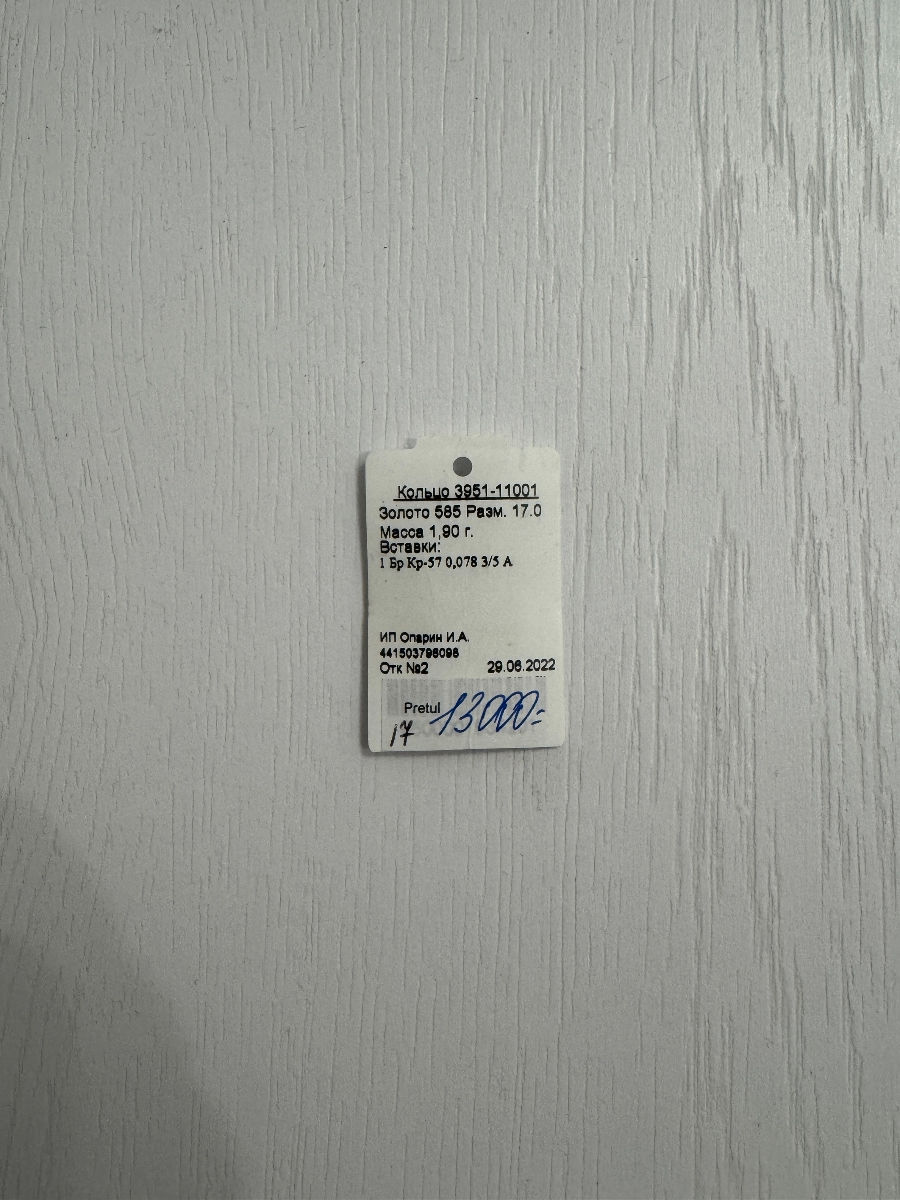 Кольцо 3951-11001
Золото 585 Разм. 17.0
Масса 1,90 г.
Вставки:
1 Бр Кр-57 0,078 3/5 А
ИП Опарин И.А.
441503796096
Отк №2 29.06.2022
Pretul 13000=
17